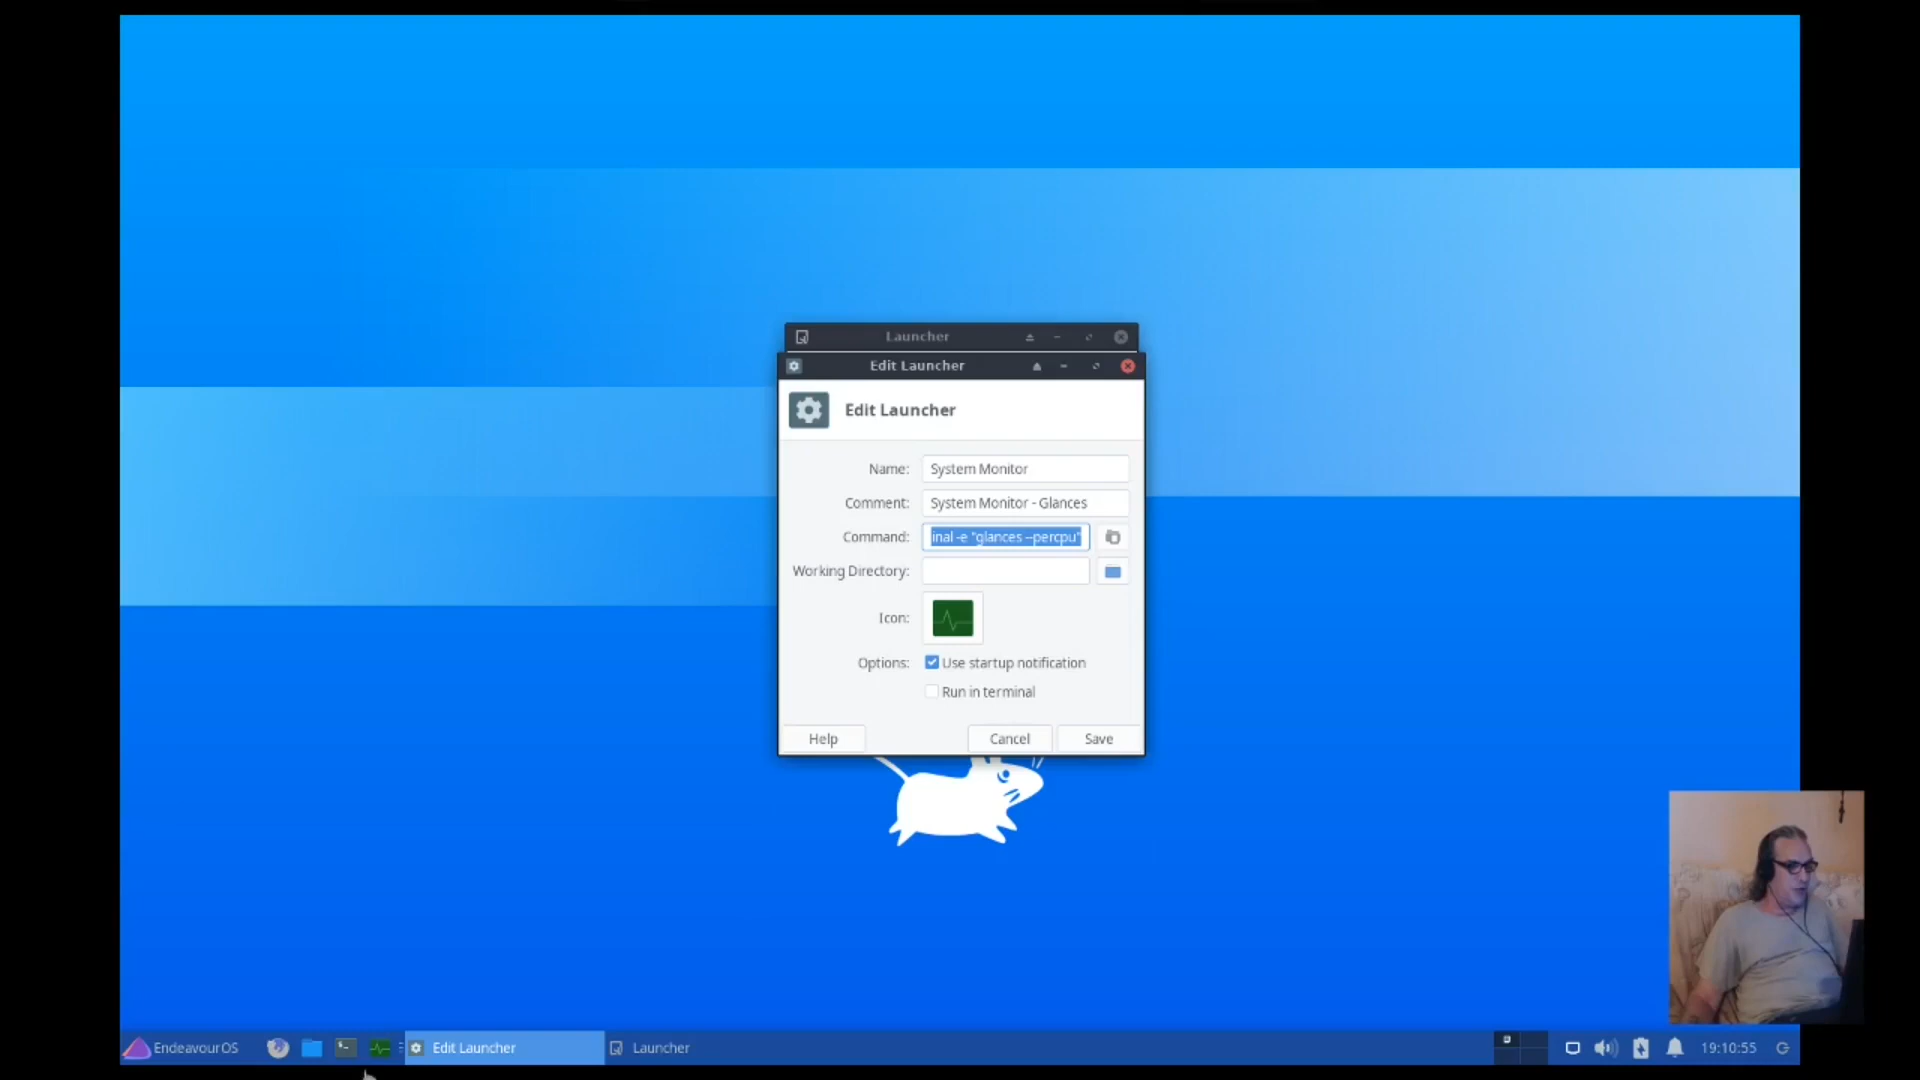 Launcher
Edit Launcher
Edit Launcher
Name: System Monitor
Comment: System Monitor - Glances
Command: inal -e "glances --percpu"
Working Directory:
Icon:
Options: Use startup notification
Run in terminal
Help Cancel Save
EndeavourOS Edit Launcher Launcher 19:10:55